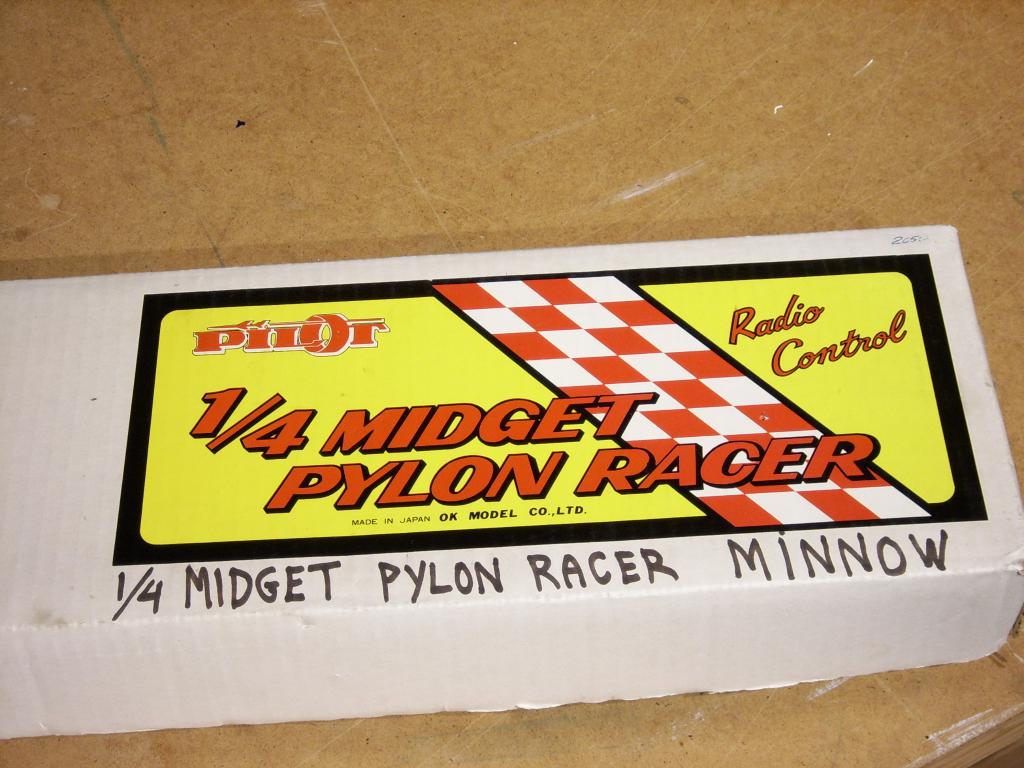 PILOT
Radio
Control
1/4 MIDGET
PYLON RACER
MADE IN JAPAN OK MODEL CO.,LTD.
1/4 MIDGET PYLON RACER MINNOW